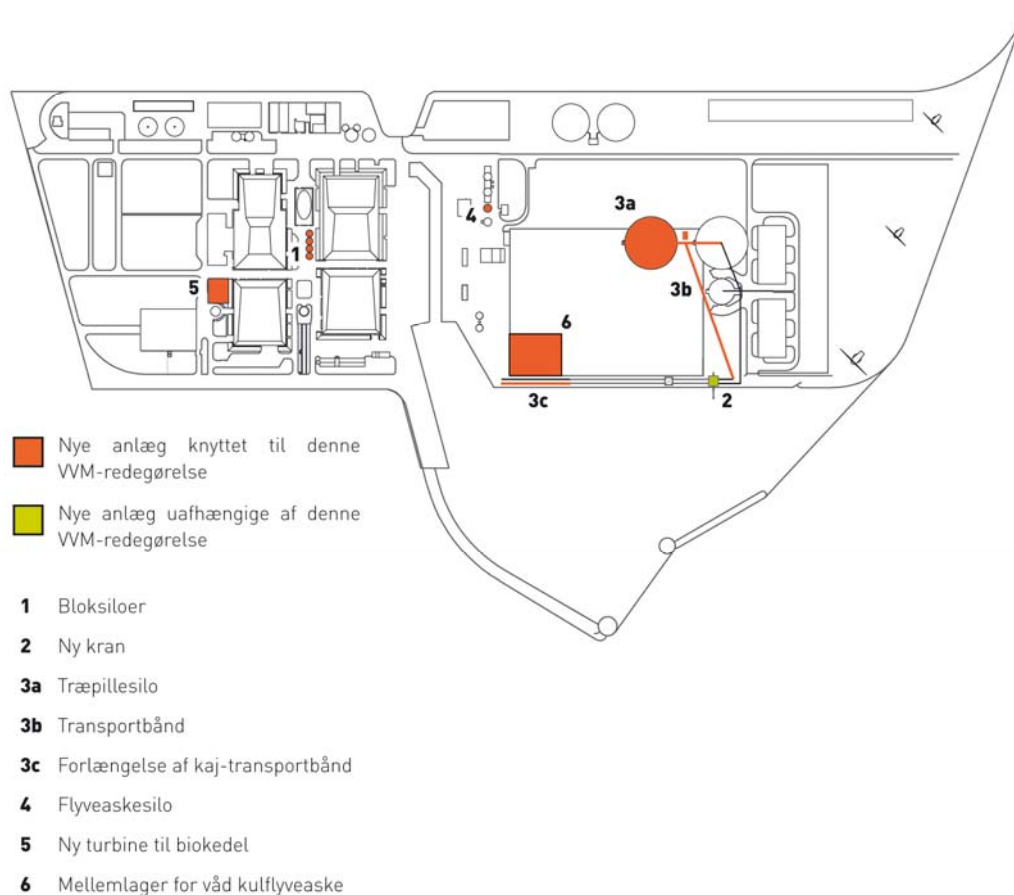 3a
4
1
3b
5
6
3c
2
Nye anlæg knyttet til denne
VVM-redegørelse
Nye anlæg uafhængige af denne
VVM-redegørelse
1 Bloksiloer
2 Ny kran
3a Træpillesilo
3b Transportbånd
3c Forlængelse af kaj-transportbånd
4 Flyveaskesilo
5 Ny turbine til biokedel
6 Mellemlager for våd kulflyveaske